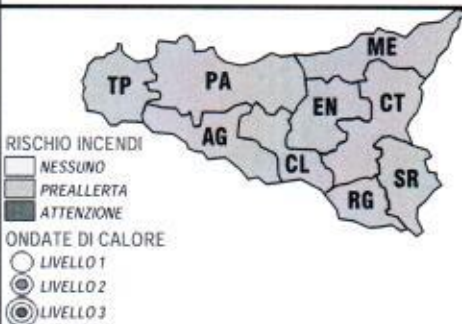 ME
TP
PA
EN
CT
AG
CL
SR
RG
RISCHIO INCENDI
NESSUNO
PREALLERTA
ATTENZIONE
ONDATE DI CALORE
LIVELLO 1
LIVELLO 2
LIVELLO 3